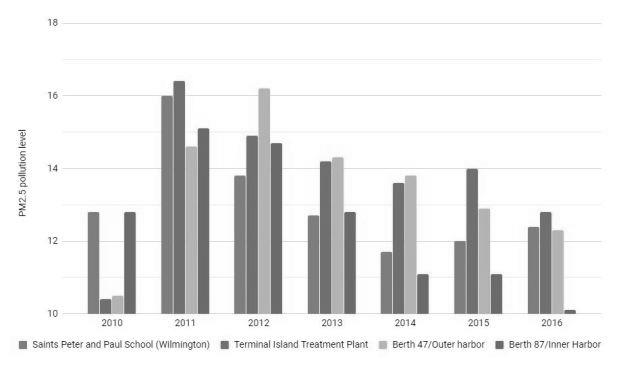 18
16
14
12
10
PM2.5 pollution level
2010 2011 2012 2013 2014 2015 2016
Saints Peter and Paul School (Wilmington) Terminal Island Treatment Plant Berth 47/Outer harbor Berth 87/Inner Harbor